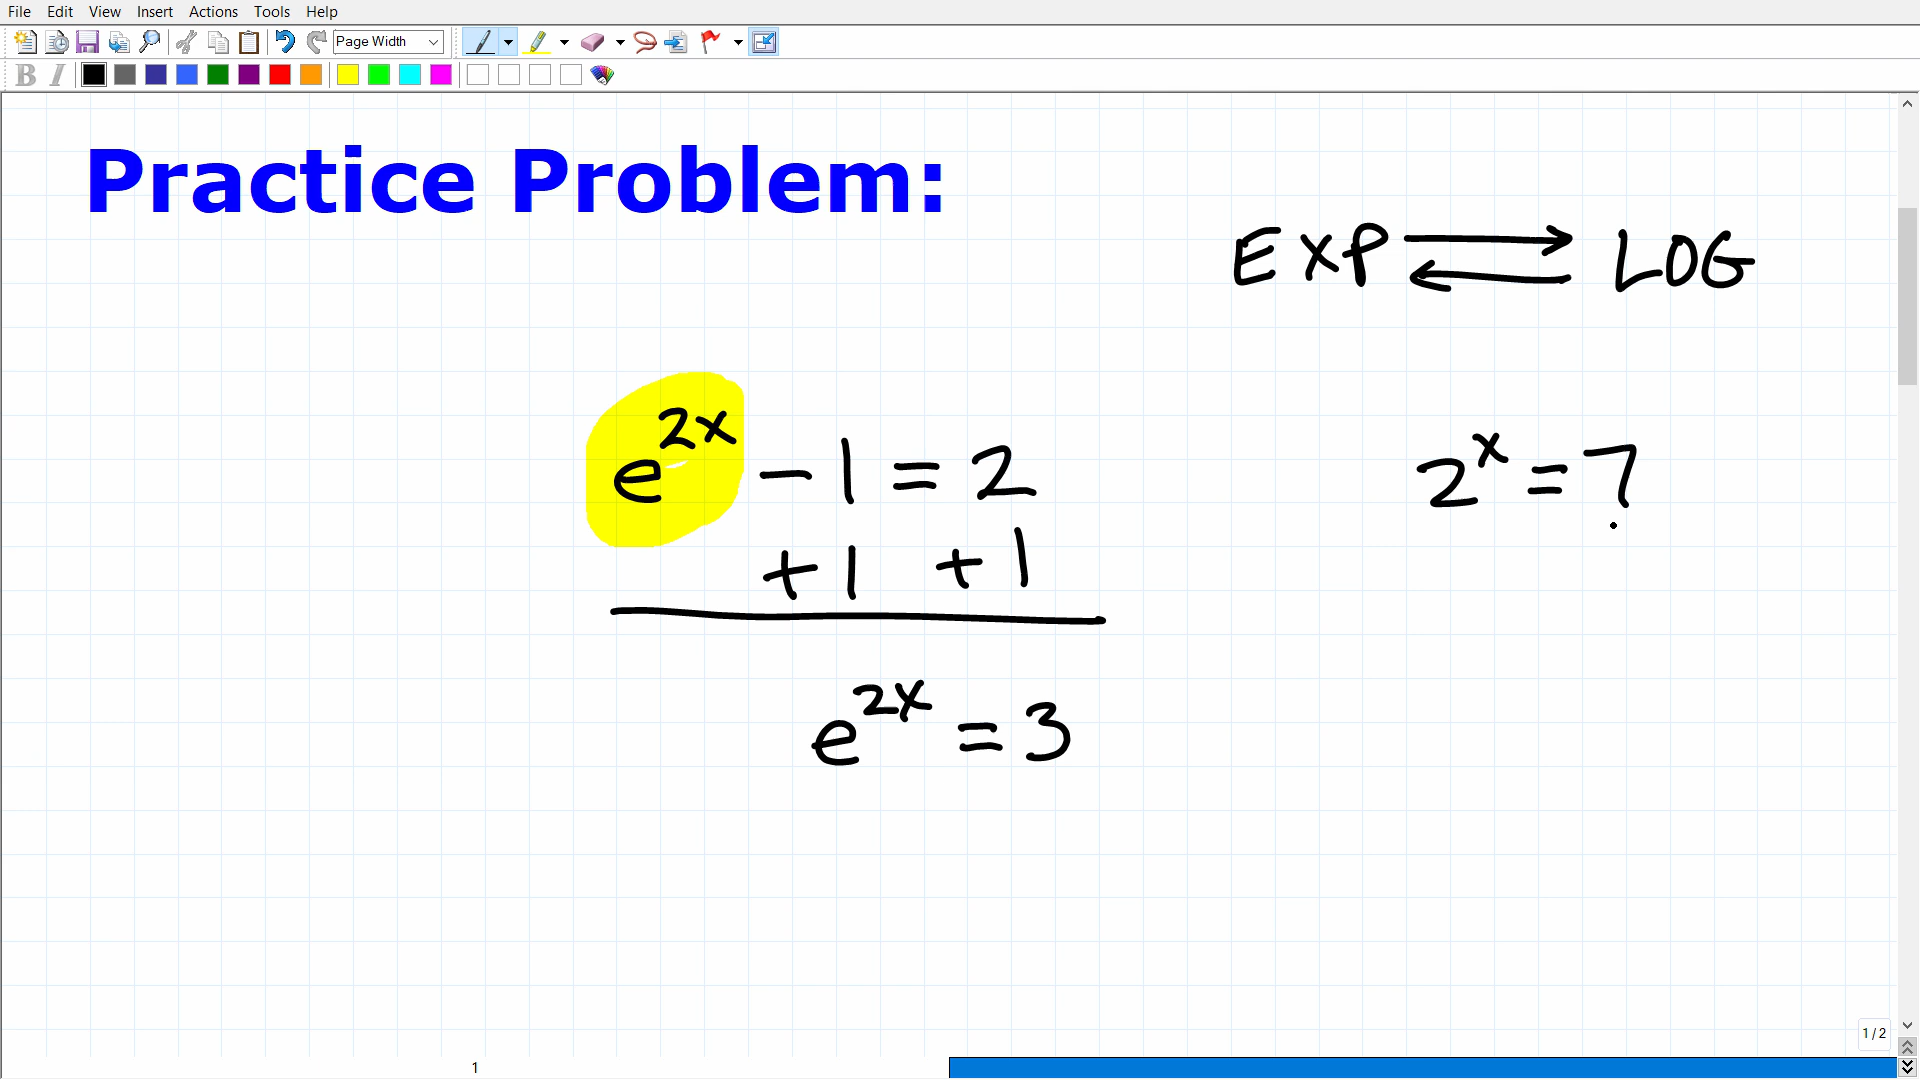 File Edit View Insert Actions Tools Help
Page Width
B I
Practice Problem:
EXP ⇄ LOG
e^{2x} - 1 = 2
2^x = 7
+ 1 + 1
e^{2x} = 3
1 / 2
1